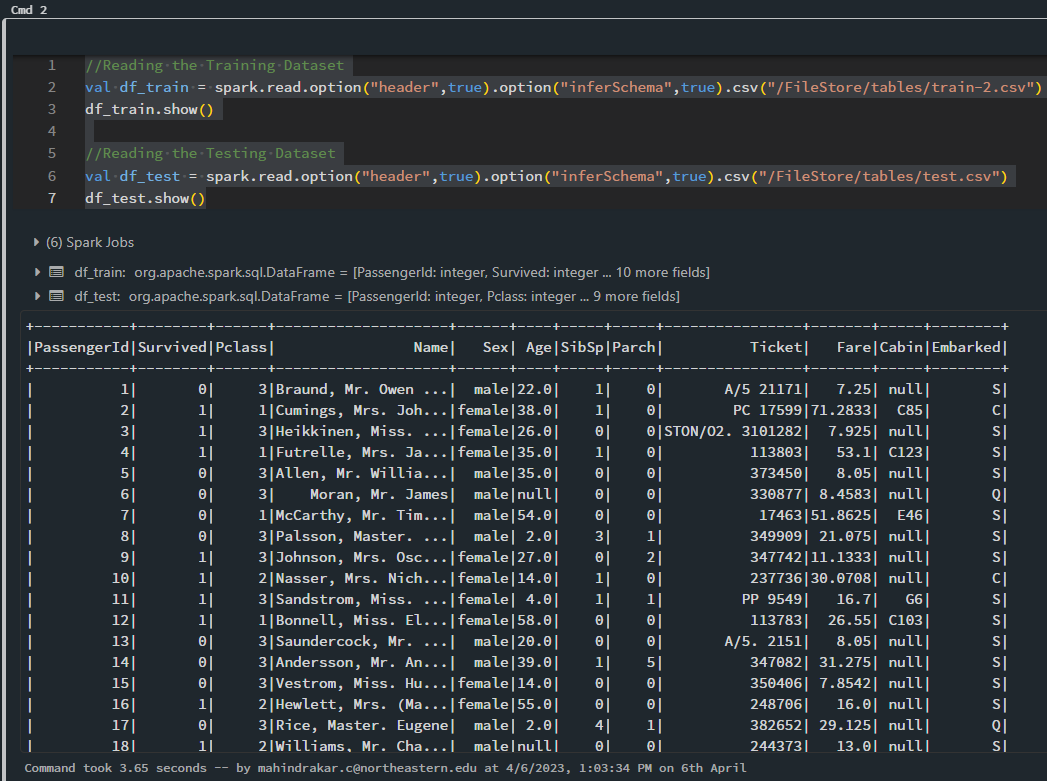 Cmd 2
1 //Reading the Training Dataset
2 val df_train = spark.read.option("header",true).option("inferSchema",true).csv("/FileStore/tables/train-2.csv")
3 df_train.show()
4
5 //Reading the Testing Dataset
6 val df_test = spark.read.option("header",true).option("inferSchema",true).csv("/FileStore/tables/test.csv")
7 df_test.show()
(6) Spark Jobs
df_train: org.apache.spark.sql.DataFrame = [PassengerId: integer, Survived: integer ... 10 more fields]
df_test: org.apache.spark.sql.DataFrame = [PassengerId: integer, Pclass: integer ... 9 more fields]
+-----------+--------+------+--------------------+------+----+-----+-----+----------------+-------+-----+--------+
|PassengerId|Survived|Pclass|                Name|   Sex| Age|SibSp|Parch|          Ticket|   Fare|Cabin|Embarked|
+-----------+--------+------+--------------------+------+----+-----+-----+----------------+-------+-----+--------+
|          1|       0|     3|Braund, Mr. Owen ...|  male|22.0|    1|    0|       A/5 21171|   7.25| null|       S|
|          2|       1|     1|Cumings, Mrs. Joh...|female|38.0|    1|    0|        PC 17599|71.2833|  C85|       C|
|          3|       1|     3|Heikkinen, Miss. ...|female|26.0|    0|    0|STON/O2. 3101282|  7.925| null|       S|
|          4|       1|     1|Futrelle, Mrs. Ja...|female|35.0|    1|    0|          113803|   53.1| C123|       S|
|          5|       0|     3|Allen, Mr. Willia...|  male|35.0|    0|    0|          373450|   8.05| null|       S|
|          6|       0|     3|    Moran, Mr. James|  male|null|    0|    0|          330877| 8.4583| null|       Q|
|          7|       0|     1|McCarthy, Mr. Tim...|  male|54.0|    0|    0|           17463|51.8625|  E46|       S|
|          8|       0|     3|Palsson, Master. ...|  male| 2.0|    3|    1|          349909| 21.075| null|       S|
|          9|       1|     3|Johnson, Mrs. Osc...|female|27.0|    0|    2|          347742|11.1333| null|       S|
|         10|       1|     2|Nasser, Mrs. Nich...|female|14.0|    1|    0|          237736|30.0708| null|       C|
|         11|       1|     3|Sandstrom, Miss. ...|female| 4.0|    1|    1|         PP 9549|   16.7|   G6|       S|
|         12|       1|     1|Bonnell, Miss. El...|female|58.0|    0|    0|          113783|  26.55| C103|       S|
|         13|       0|     3|Saundercock, Mr. ...|  male|20.0|    0|    0|       A/5. 2151|   8.05| null|       S|
|         14|       0|     3|Andersson, Mr. An...|  male|39.0|    1|    5|          347082| 31.275| null|       S|
|         15|       0|     3|Vestrom, Miss. Hu...|female|14.0|    0|    0|          350406| 7.8542| null|       S|
|         16|       1|     2|Hewlett, Mrs. (Ma...|female|55.0|    0|    0|          248706|   16.0| null|       S|
|         17|       0|     3|Rice, Master. Eugene|  male| 2.0|    4|    1|          382652| 29.125| null|       Q|
|         18|       1|     2|Williams, Mr. Cha...|  male|null|    0|    0|          244373|   13.0| null|       S|
Command took 3.65 seconds -- by mahindrakar.c@northeastern.edu at 4/6/2023, 1:03:34 PM on 6th April